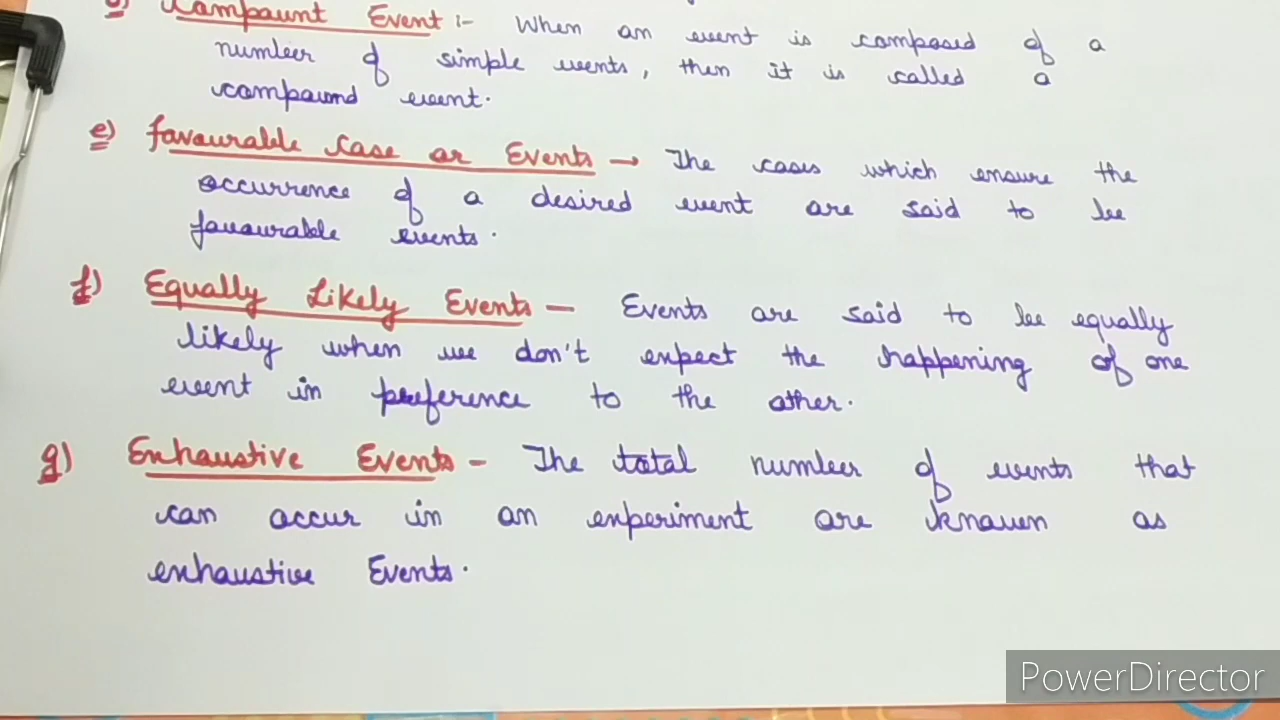 Compaunt Event :- When an event is composed of a
number of simple events, then it is called a
compound event.
e) favourable case or Events → The cases which ensure the
occurrence of a desired event are said to be
favourable events.
f) Equally Likely Events — Events are said to be equally
likely when we don't expect the happening of one
event in preference to the other.
g) Exhaustive Events - The total number of events that
can occur in an experiment are known as
exhaustive Events.
PowerDirector